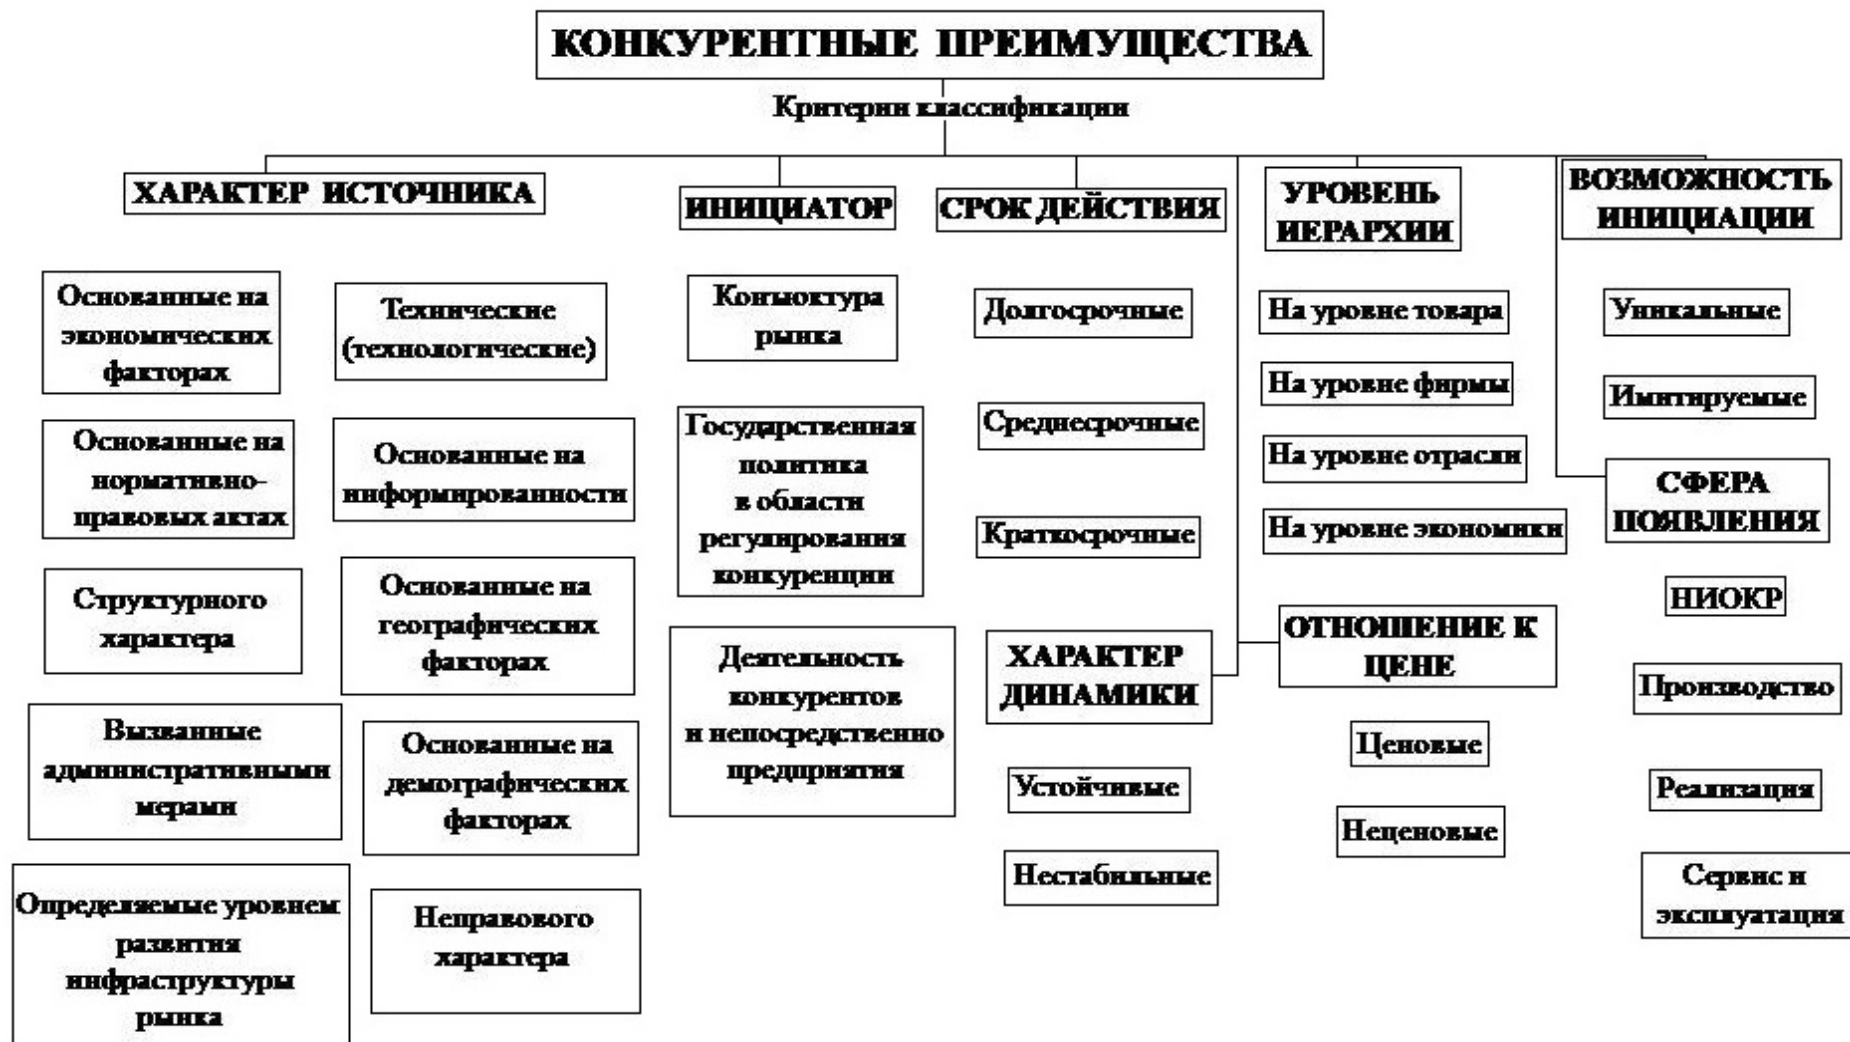 КОНКУРЕНТНЫЕ ПРЕИМУЩЕСТВА
Критерии классификации
ХАРАКТЕР ИСТОЧНИКА
Основанные на
экономических
факторах
Основанные на
нормативно-
правовых актах
Структурного
характера
Вызванные
административными
мерами
Определяемые уровнем
развития
инфраструктуры
рынка
Технические
(технологические)
Основанные на
информированности
Основанные на
географических
факторах
Основанные на
демографических
факторах
Неправового
характера
ИНИЦИАТОР
Конъюктура
рынка
Государственная
политика
в области
регулирования
конкуренции
Деятельность
конкурентов
и непосредственно
предприятия
СРОК ДЕЙСТВИЯ
Долгосрочные
Среднесрочные
Краткосрочные
ХАРАКТЕР
ДИНАМИКИ
Устойчивые
Нестабильные
УРОВЕНЬ
ИЕРАРХИИ
На уровне товара
На уровне фирмы
На уровне отрасли
На уровне экономики
ОТНОШЕНИЕ К
ЦЕНЕ
Ценовые
Неценовые
ВОЗМОЖНОСТЬ
ИНИЦИАЦИИ
Уникальные
Имитируемые
СФЕРА
ПОЯВЛЕНИЯ
НИОКР
Производство
Реализация
Сервис и
эксплуатация